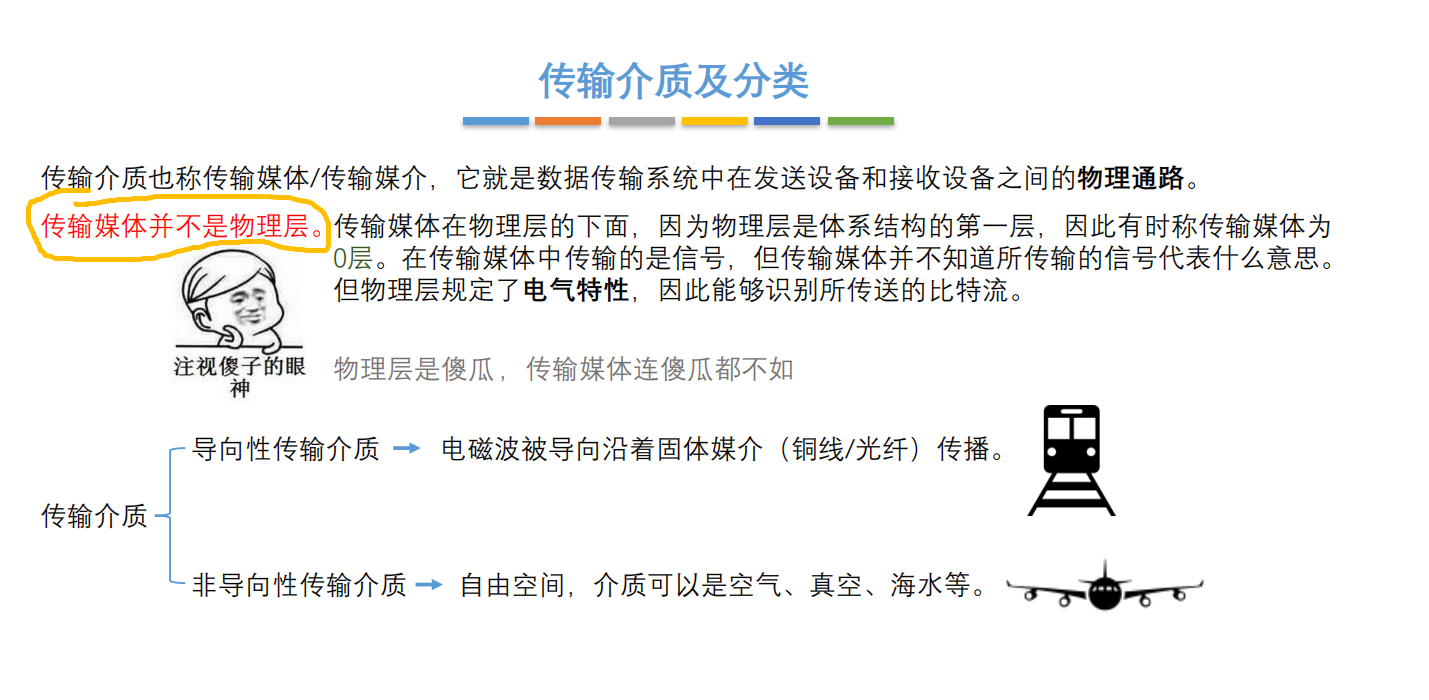 传输介质及分类
传输介质也称传输媒体/传输媒介，它就是数据传输系统中在发送设备和接收设备之间的物理通路。
传输媒体并不是物理层。
传输媒体在物理层的下面，因为物理层是体系结构的第一层，因此有时称传输媒体为
0层。在传输媒体中传输的是信号，但传输媒体并不知道所传输的信号代表什么意思。
但物理层规定了电气特性，因此能够识别所传送的比特流。
注视傻子的眼
神
物理层是傻瓜，传输媒体连傻瓜都不如
导向性传输介质
电磁波被导向沿着固体媒介（铜线/光纤）传播。
传输介质
非导向性传输介质
自由空间，介质可以是空气、真空、海水等。